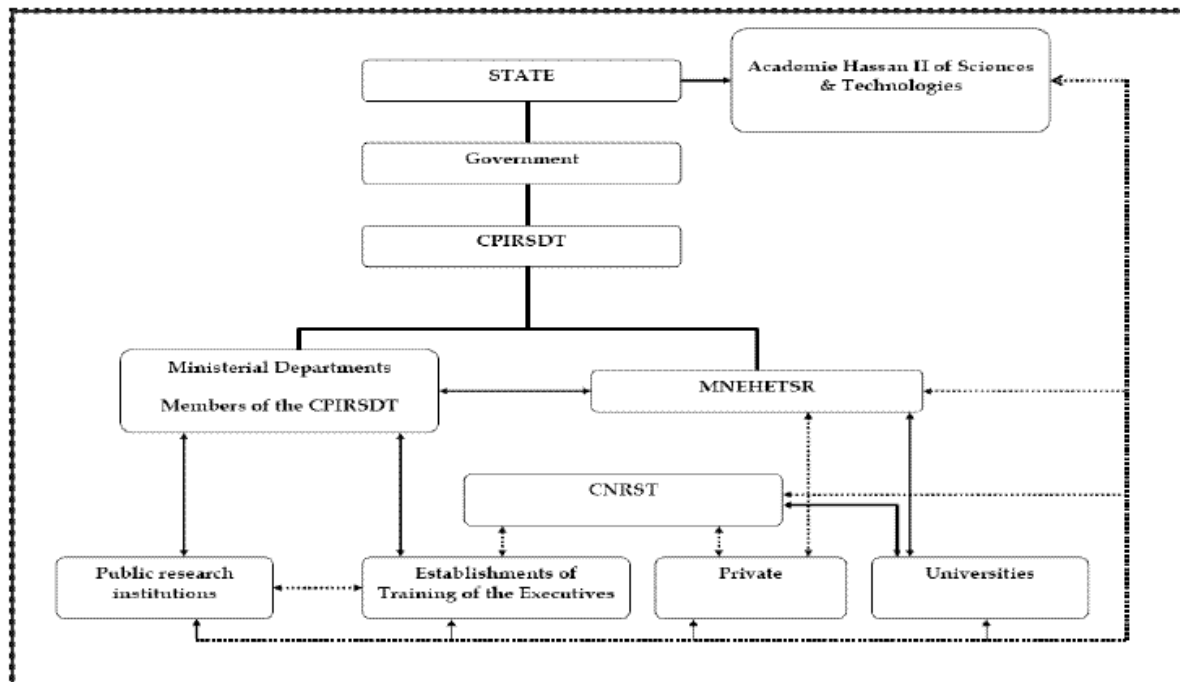 STATE
Academie Hassan II of Sciences
& Technologies
Government
CPIRSDT
Ministerial Departments
Members of the CPIRSDT
MNEHETSR
CNRST
Public research
institutions
Establishments of
Training of the Executives
Private
Universities